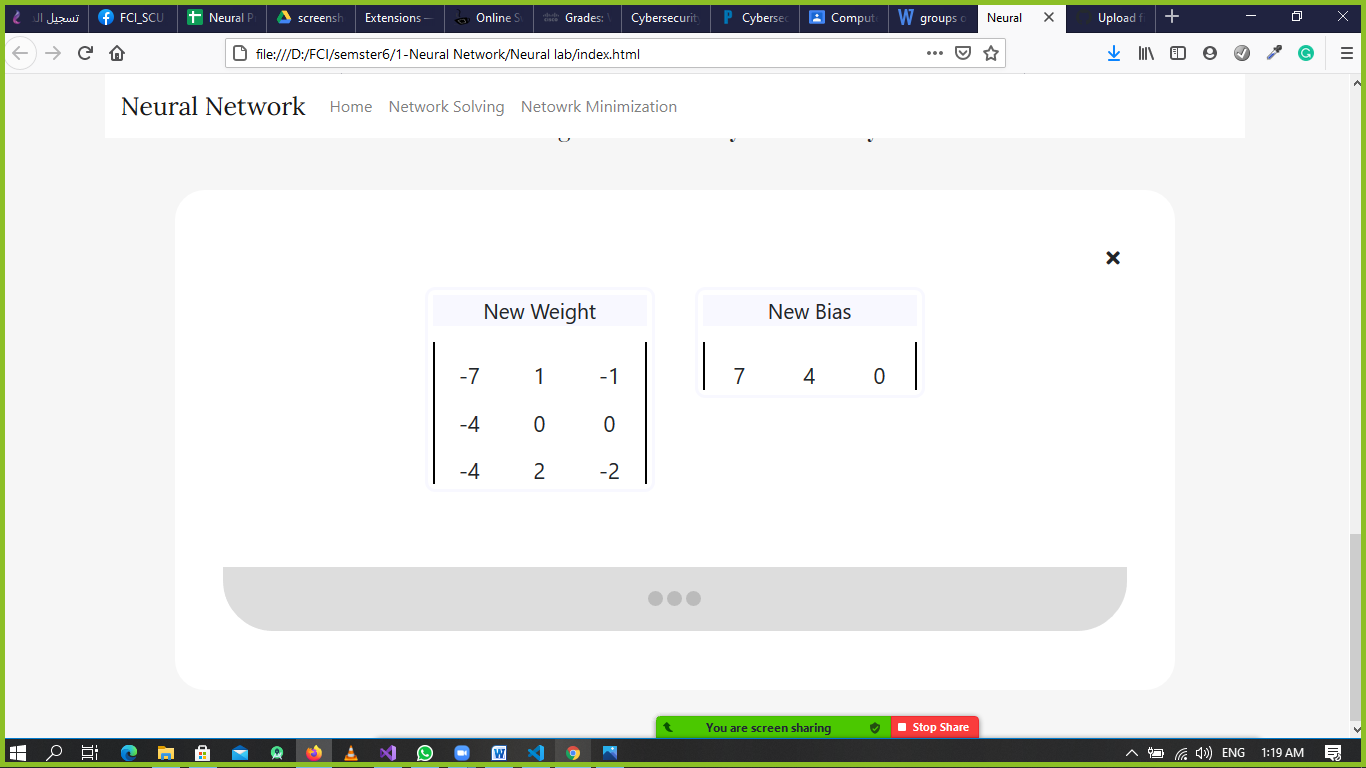 تسجيل ال FCI_SCU Neural P screensh Extensions — Online S Grades: Cybersecurity Cybersec Comput groups o Neural Upload f
file:///D:/FCI/semster6/1-Neural Network/Neural lab/index.html
Neural Network Home Network Solving Netowrk Minimization
New Weight New Bias
-7 1 -1 7 4 0
-4 0 0
-4 2 -2
You are screen sharing Stop Share
ENG 1:19 AM